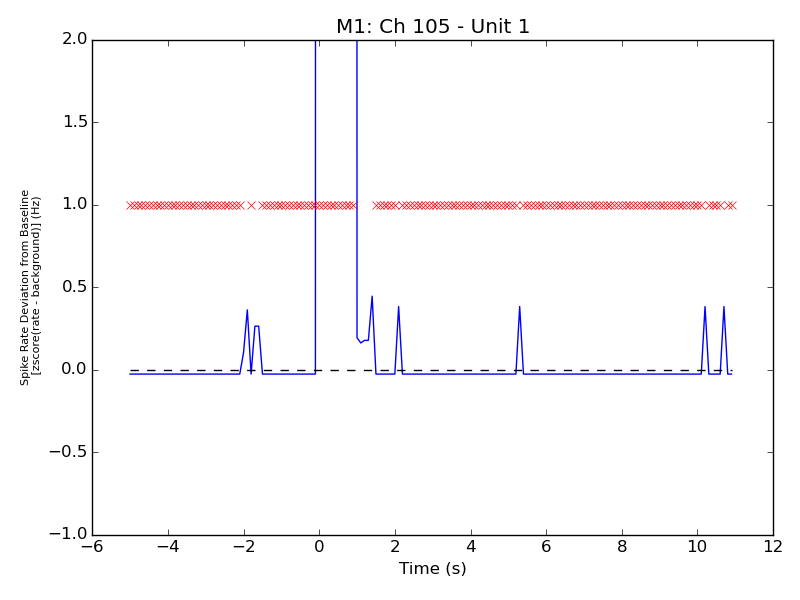 M1: Ch 105 - Unit 1
2.0
1.5
1.0
0.5
0.0
−0.5
−1.0
Spike Rate Deviation from Baseline
[zscore(rate - background)] (Hz)
−6 −4 −2 0 2 4 6 8 10 12
Time (s)